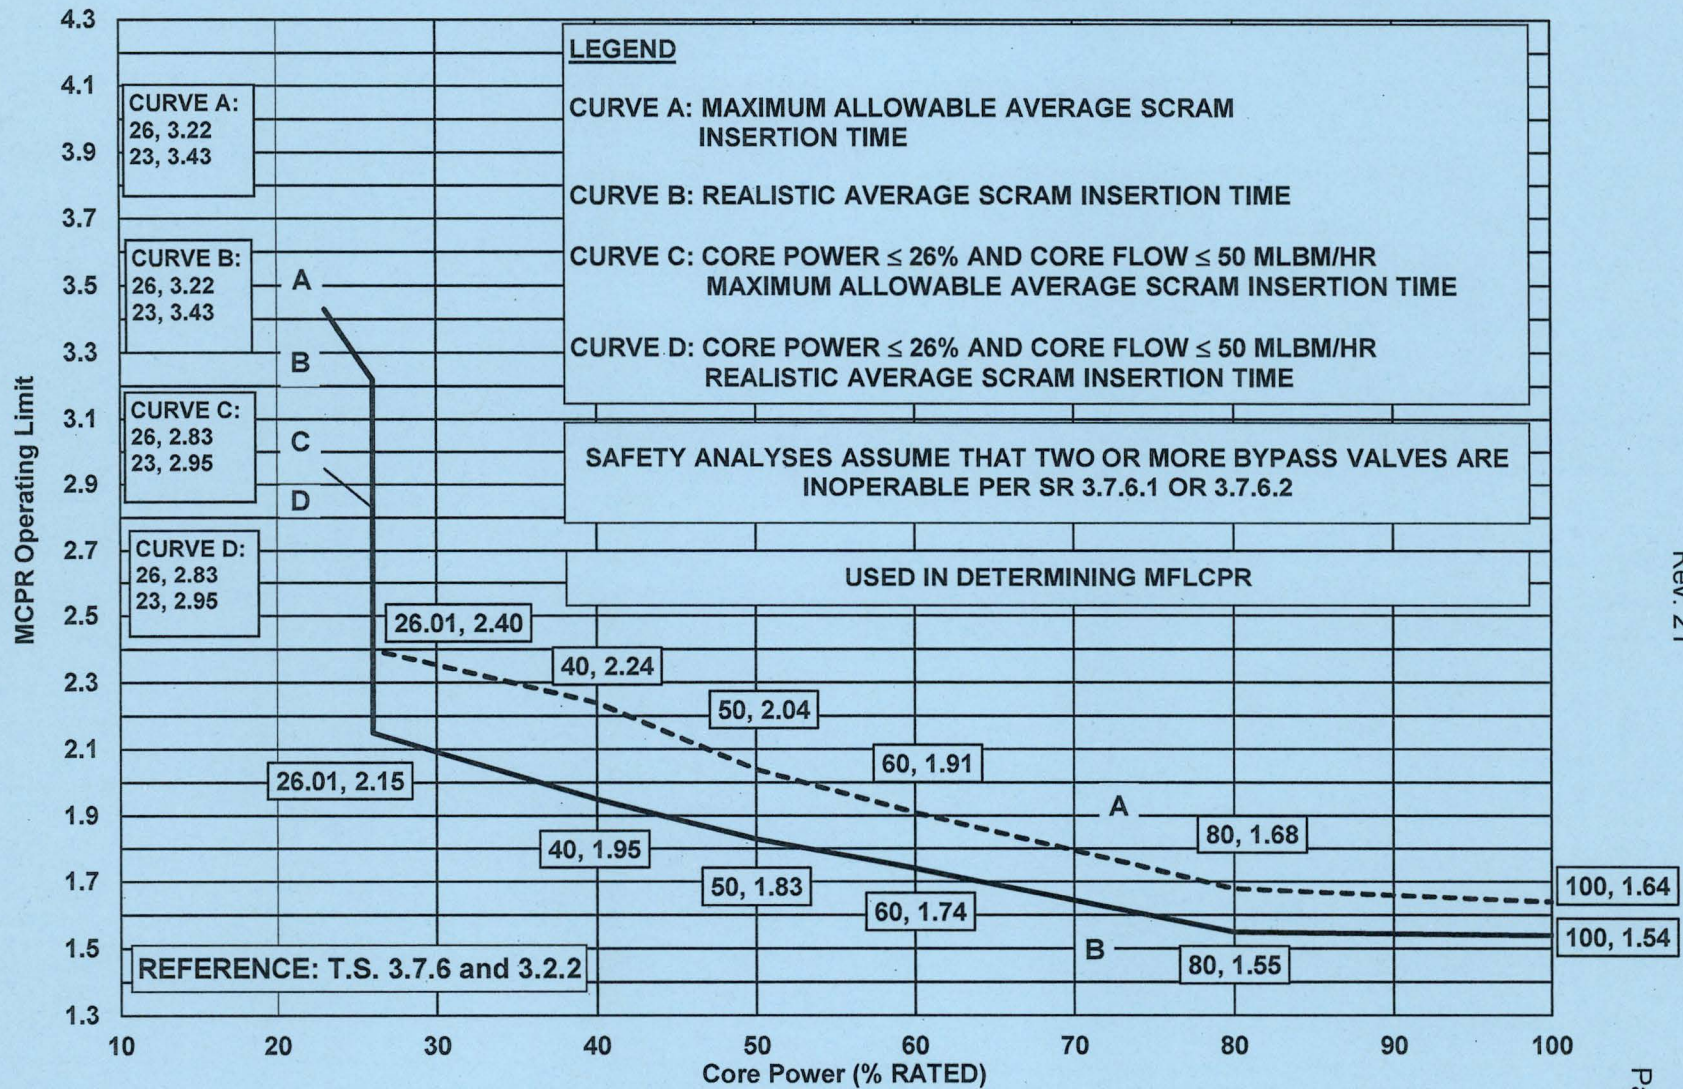 4.3
4.1
3.9
3.7
3.5
3.3
3.1
2.9
2.7
2.5
2.3
2.1
1.9
1.7
1.5
1.3
MCPR Operating Limit
10
20
30
40
50
60
70
80
90
100
Core Power (% RATED)
CURVE A:
26, 3.22
23, 3.43
CURVE B:
26, 3.22
23, 3.43
CURVE C:
26, 2.83
23, 2.95
CURVE D:
26, 2.83
23, 2.95
A
B
C
D
LEGEND
CURVE A: MAXIMUM ALLOWABLE AVERAGE SCRAM
INSERTION TIME
CURVE B: REALISTIC AVERAGE SCRAM INSERTION TIME
CURVE C: CORE POWER ≤ 26% AND CORE FLOW ≤ 50 MLBM/HR
MAXIMUM ALLOWABLE AVERAGE SCRAM INSERTION TIME
CURVE D: CORE POWER ≤ 26% AND CORE FLOW ≤ 50 MLBM/HR
REALISTIC AVERAGE SCRAM INSERTION TIME
SAFETY ANALYSES ASSUME THAT TWO OR MORE BYPASS VALVES ARE
INOPERABLE PER SR 3.7.6.1 OR 3.7.6.2
USED IN DETERMINING MFLCPR
26.01, 2.40
40, 2.24
50, 2.04
60, 1.91
A
80, 1.68
100, 1.64
26.01, 2.15
40, 1.95
50, 1.83
60, 1.74
B
80, 1.55
100, 1.54
REFERENCE: T.S. 3.7.6 and 3.2.2